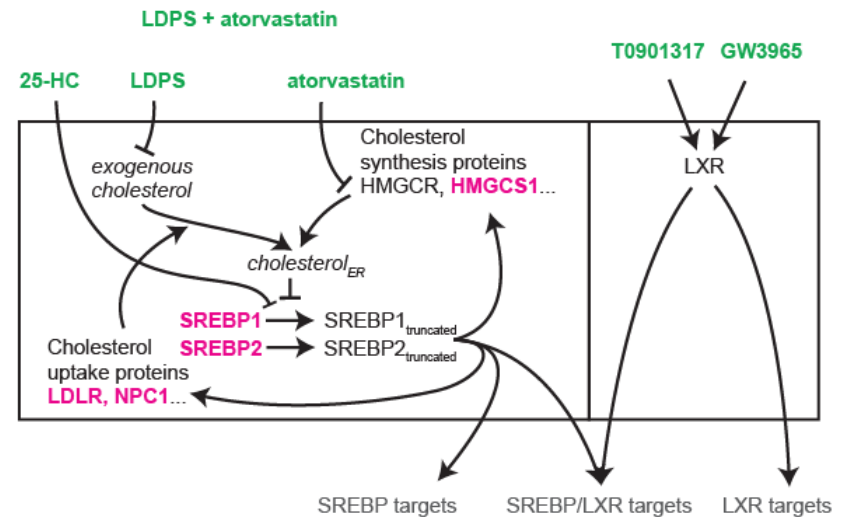 LDPS + atorvastatin
T0901317 GW3965
25-HC LDPS atorvastatin
exogenous
cholesterol
Cholesterol
synthesis proteins
HMGCR, HMGCS1...
LXR
cholesterolER
SREBP1 SREBP1truncated
SREBP2 SREBP2truncated
Cholesterol
uptake proteins
LDLR, NPC1...
SREBP targets SREBP/LXR targets LXR targets